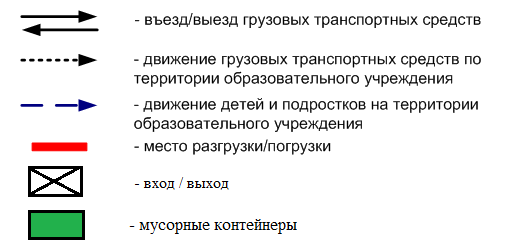 - въезд/выезд грузовых транспортных средств
- движение грузовых транспортных средств по
территории образовательного учреждения
- движение детей и подростков на территории
образовательного учреждения
- место разгрузки/погрузки
- вход / выход
- мусорные контейнеры